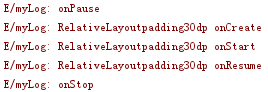 E/myLog: onPause
E/myLog: RelativeLayoutpadding30dp onCreate
E/myLog: RelativeLayoutpadding30dp onStart
E/myLog: RelativeLayoutpadding30dp onResume
E/myLog: onStop